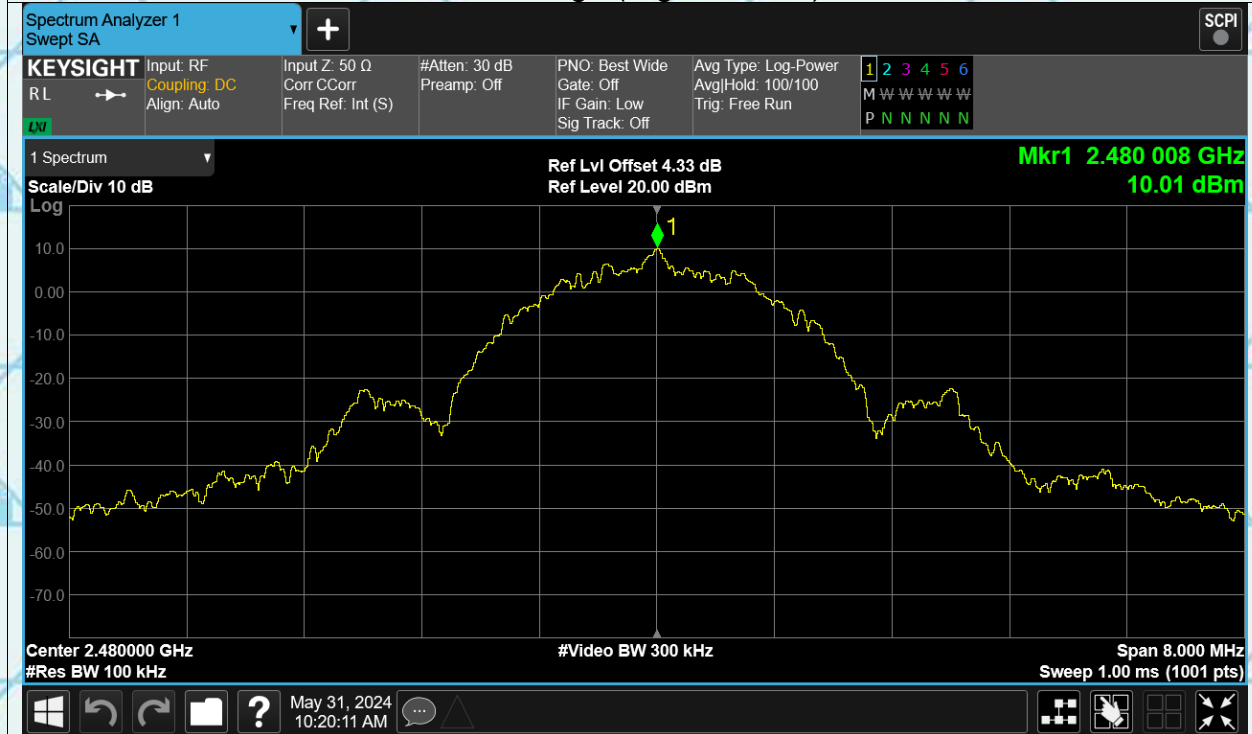 Spectrum Analyzer 1
Swept SA
+
SCPI
KEYSIGHT
R L
LXI
Input: RF
Coupling: DC
Align: Auto
Input Z: 50 Ω
Corr CCorr
Freq Ref: Int (S)
#Atten: 30 dB
Preamp: Off
PNO: Best Wide
Gate: Off
IF Gain: Low
Sig Track: Off
Avg Type: Log-Power
Avg|Hold: 100/100
Trig: Free Run
1 2 3 4 5 6
M W W W W W
P N N N N N
1 Spectrum
Scale/Div 10 dB
Ref Lvl Offset 4.33 dB
Ref Level 20.00 dBm
Mkr1 2.480 008 GHz
10.01 dBm
Log
1
10.0
0.00
-10.0
-20.0
-30.0
-40.0
-50.0
-60.0
-70.0
Center 2.480000 GHz
#Video BW 300 kHz
Span 8.000 MHz
#Res BW 100 kHz
Sweep 1.00 ms (1001 pts)
?
May 31, 2024
10:20:11 AM